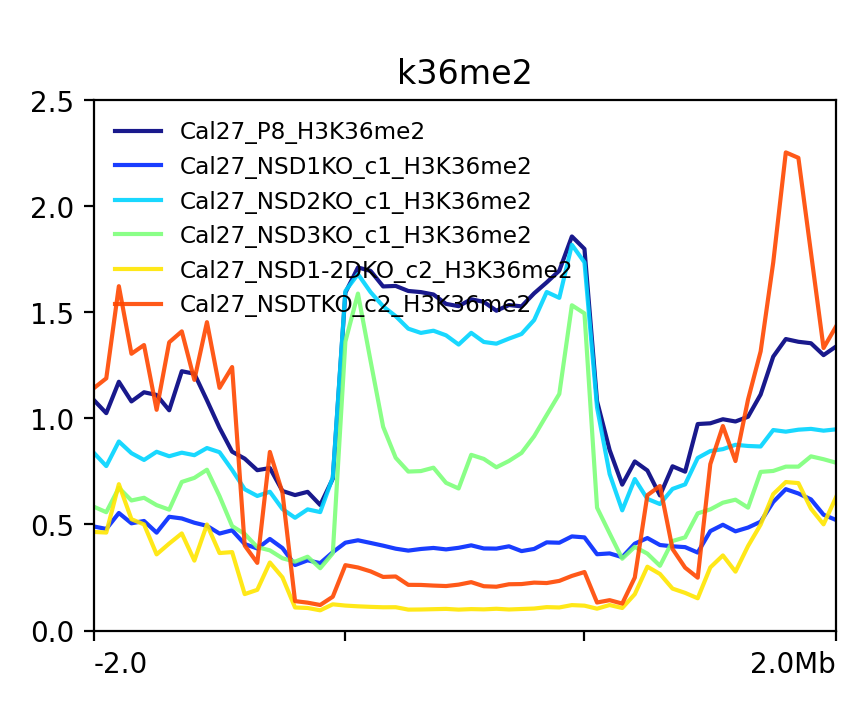 k36me2
2.5
2.0
1.5
1.0
0.5
0.0
Cal27_P8_H3K36me2
Cal27_NSD1KO_c1_H3K36me2
Cal27_NSD2KO_c1_H3K36me2
Cal27_NSD3KO_c1_H3K36me2
Cal27_NSD1-2DKO_c2_H3K36me2
Cal27_NSDTKO_c2_H3K36me2
-2.0
2.0Mb